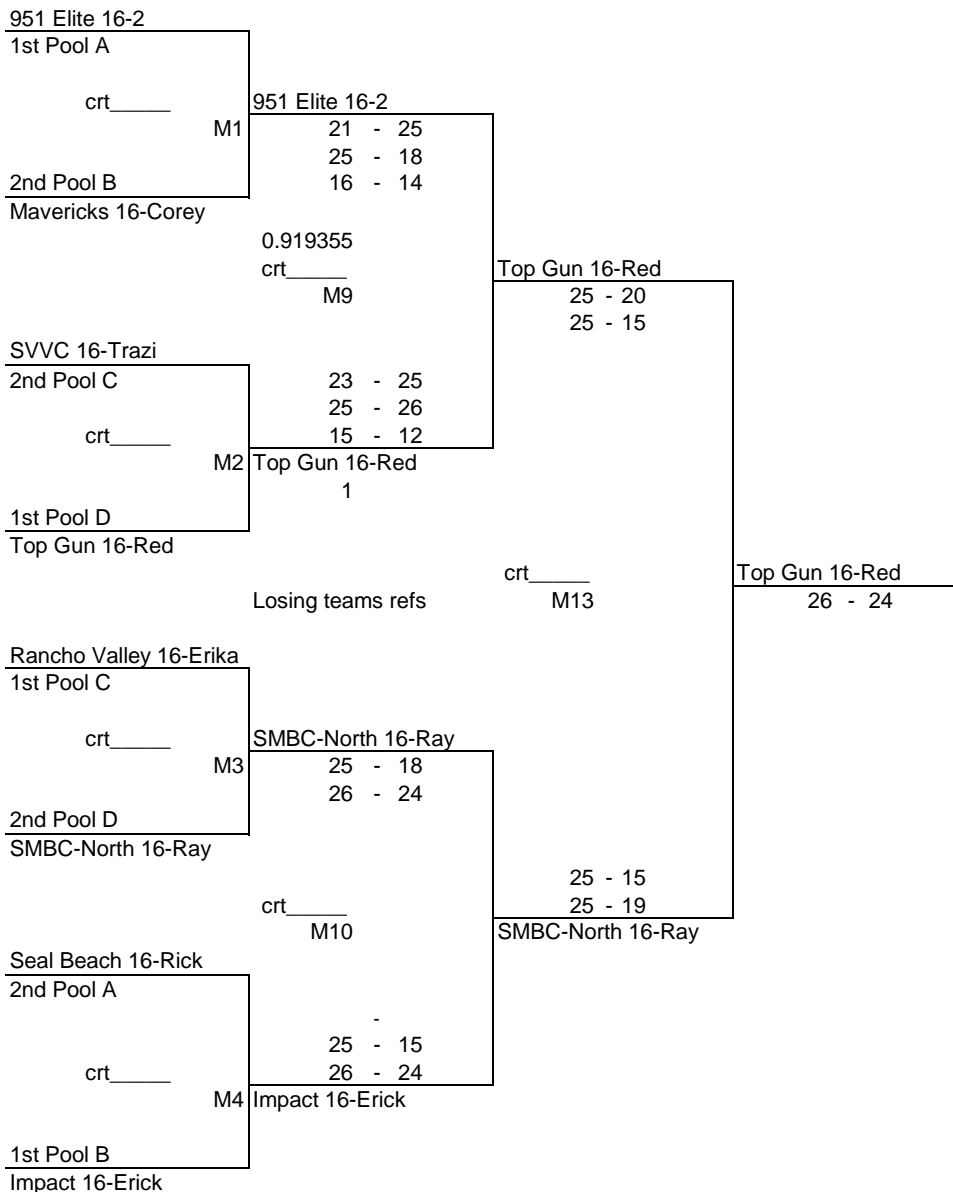 951 Elite 16-2
1st Pool A
crt_____
951 Elite 16-2
M1
21 - 25
25 - 18
2nd Pool B
16 - 14
Mavericks 16-Corey
0.919355
crt_____
Top Gun 16-Red
M9
25 - 20
25 - 15
SVVC 16-Trazi
2nd Pool C
23 - 25
25 - 26
crt_____
15 - 12
M2
Top Gun 16-Red
1
1st Pool D
Top Gun 16-Red
crt_____
Top Gun 16-Red
Losing teams refs
M13
26 - 24
Rancho Valley 16-Erika
1st Pool C
crt_____
SMBC-North 16-Ray
M3
25 - 18
26 - 24
2nd Pool D
SMBC-North 16-Ray
25 - 15
crt_____
25 - 19
M10
SMBC-North 16-Ray
Seal Beach 16-Rick
2nd Pool A
-
25 - 15
crt_____
26 - 24
M4
Impact 16-Erick
1st Pool B
Impact 16-Erick